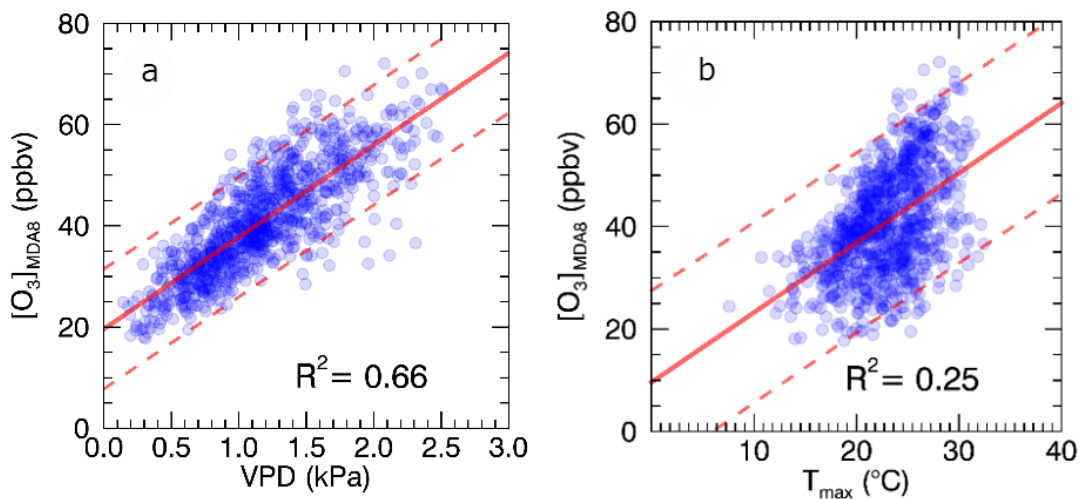 a
[O₃]MDA8 (ppbv)
80
60
40
20
0
R² = 0.66
0.0 0.5 1.0 1.5 2.0 2.5 3.0
VPD (kPa)
b
[O₃]MDA8 (ppbv)
80
60
40
20
0
R² = 0.25
10 20 30 40
Tmax (°C)